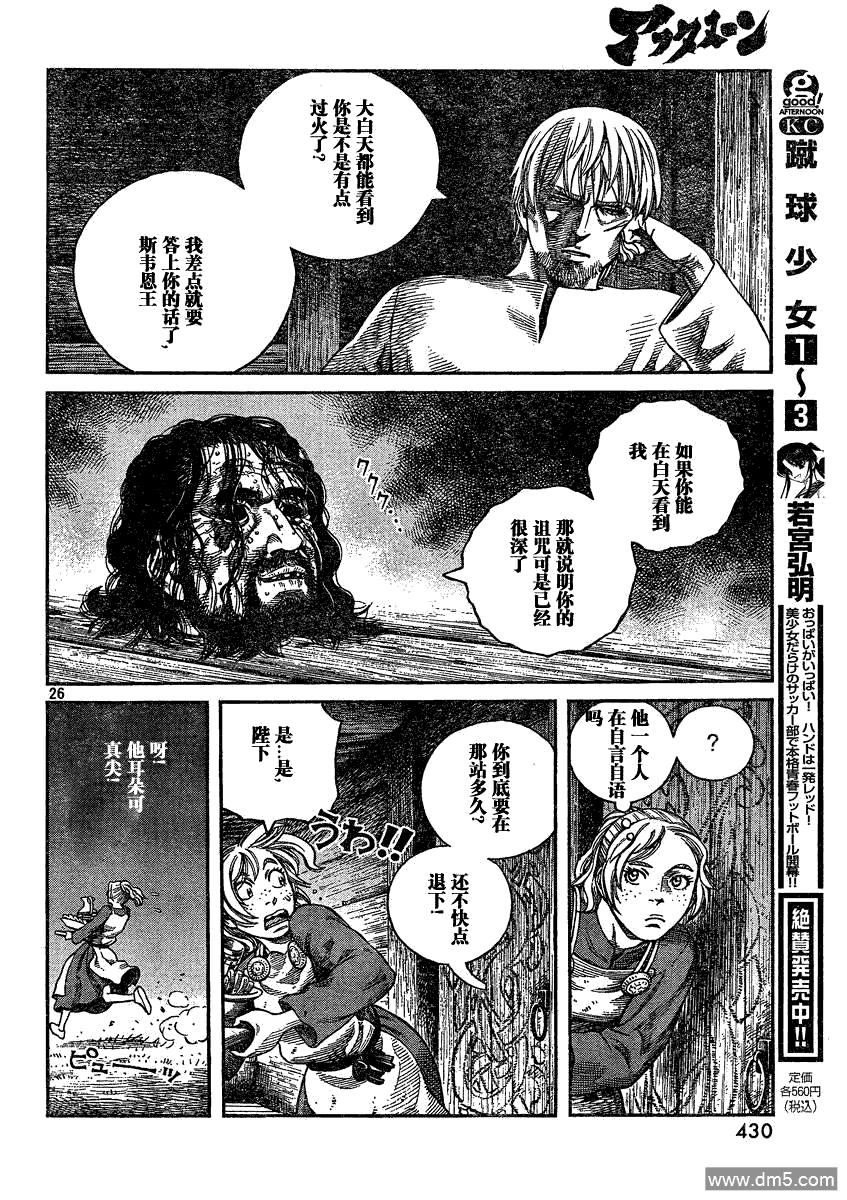 アフタヌーン
大白天都能看到
你是不是有点
过火了?
我差点就要
答上你的话了,
斯韦恩王
如果你能
在白天看到
我
那就说明你的
诅咒可是已经
很深了
ククク…
26
?
他一个人
在自言自语
吗
你到底要在
那站多久?
还不快点
退下!
是…是,
陛下
うわ!!
呀!
他耳朵可
真尖!
ピューーッ
good!
AFTERNOON
KC
蹴球少女1～3
若宮弘明
おっぱいがいっぱい! ハンドは一発レッド!
美少女だらけのサッカー部で本格青春フットボール開幕!!
絶賛発売中!!
定価
各560円
(税込)
430
www.dm5.com